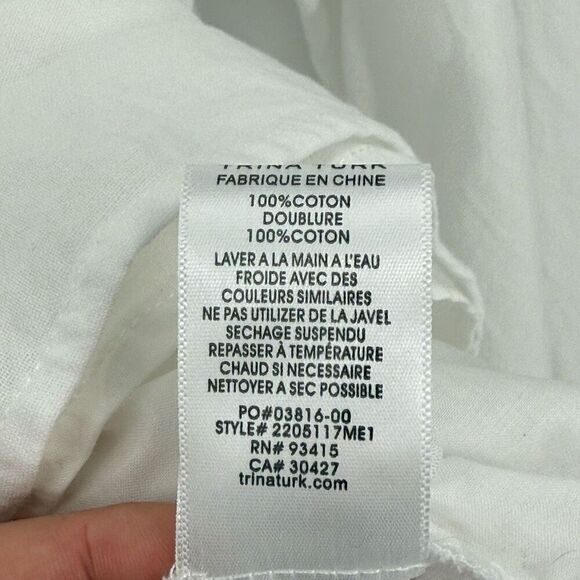 TRINA TURK
FABRIQUE EN CHINE
100%COTON
DOUBLURE
100%COTON
LAVER A LA MAIN A L'EAU
FROIDE AVEC DES
COULEURS SIMILAIRES
NE PAS UTILIZER DE LA JAVEL
SECHAGE SUSPENDU
REPASSER À TEMPÉRATURE
CHAUD SI NECESSAIRE
NETTOYER A SEC POSSIBLE
PO#03816-00
STYLE# 2205117ME1
RN# 93415
CA# 30427
trinaturk.com